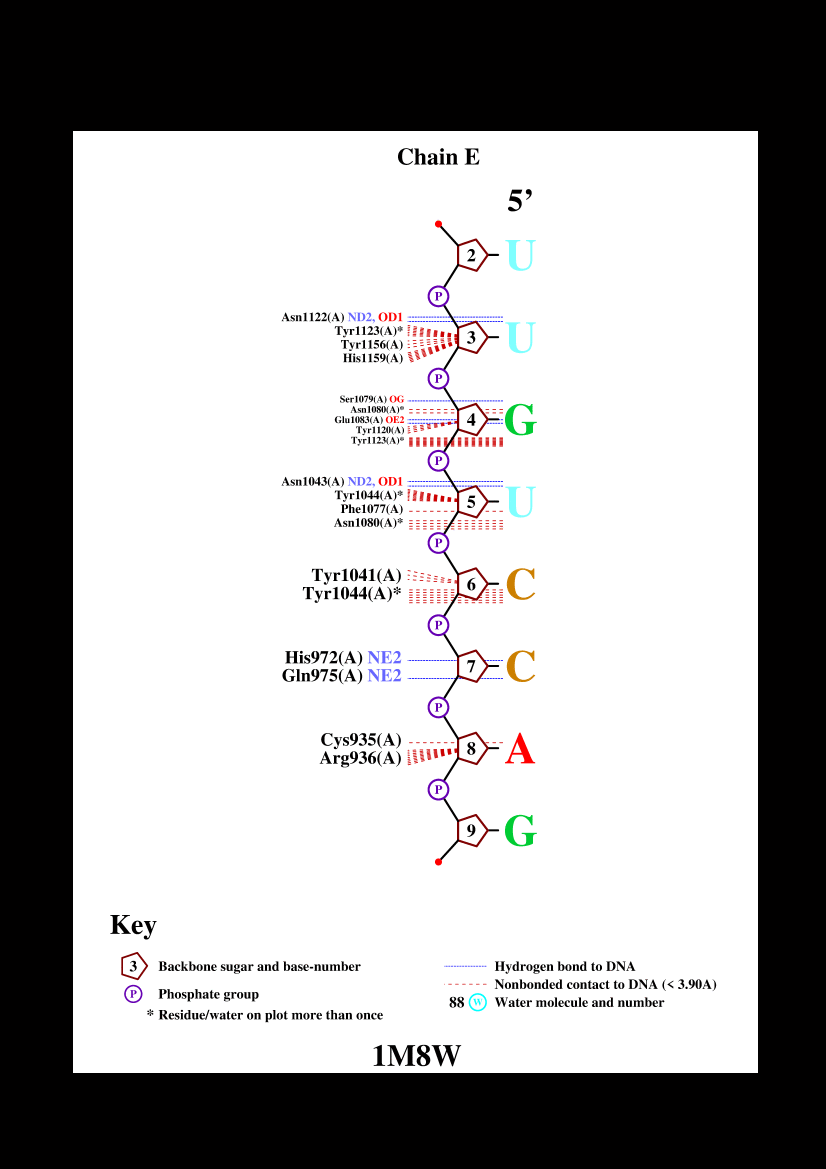 Chain E
5’
2 U
P
Asn1122(A) ND2, OD1
Tyr1123(A)*
3 U
Tyr1156(A)
His1159(A)
P
Ser1079(A) OG
Asn1080(A)*
Glu1083(A) OE2
4 G
Tyr1120(A)
Tyr1123(A)*
P
Asn1043(A) ND2, OD1
Tyr1044(A)*
5 U
Phe1077(A)
Asn1080(A)*
P
Tyr1041(A)
6 C
Tyr1044(A)*
P
His972(A) NE2
7 C
Gln975(A) NE2
P
Cys935(A)
8 A
Arg936(A)
P
9 G
Key
3 Backbone sugar and base-number
P Phosphate group
* Residue/water on plot more than once
Hydrogen bond to DNA
Nonbonded contact to DNA (< 3.90A)
88 W Water molecule and number
1M8W